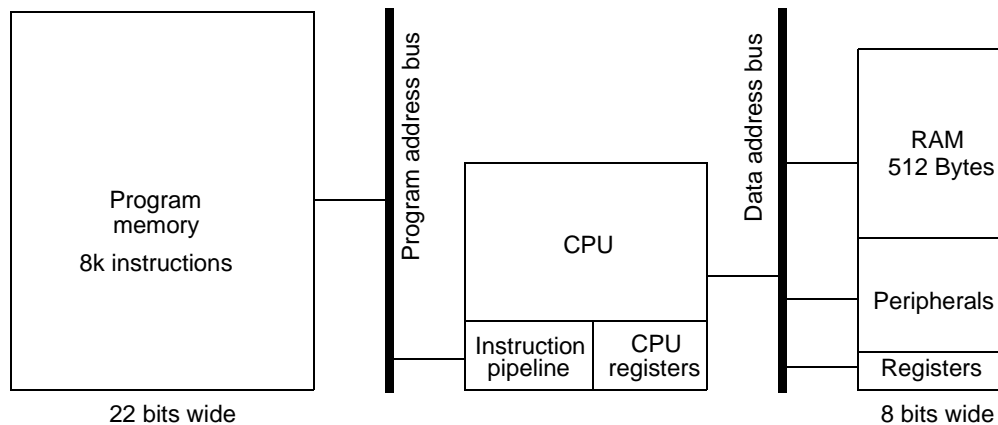 Program
memory
8k instructions
22 bits wide
Program address bus
CPU
Instruction
pipeline
CPU
registers
Data address bus
RAM
512 Bytes
Peripherals
Registers
8 bits wide